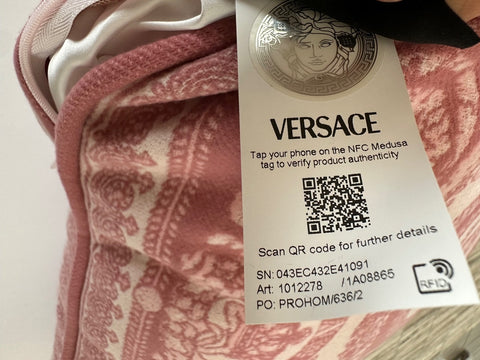 VERSACE
Tap your phone on the NFC Medusa
tag to verify product authenticity
Scan QR code for further details
SN: 043EC432E41091
Art: 1012278 /1A08865
PO: PROHOM/636/2
RFID